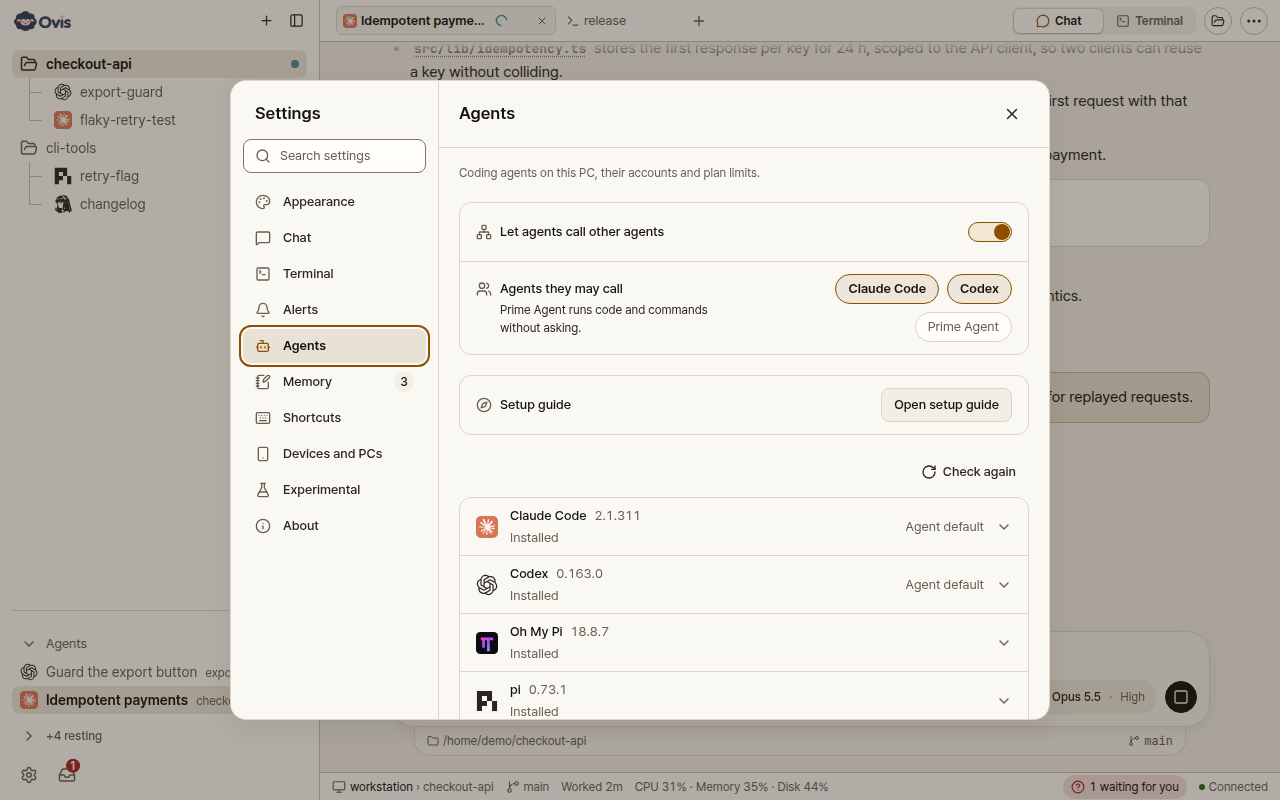 Ovis
Idempotent payme...
release
Chat
Terminal
checkout-api
export-guard
flaky-retry-test
cli-tools
retry-flag
changelog
src/lib/idempotency.ts stores the first response per key for 24 h, scoped to the API client, so two clients can reuse
a key without colliding.
irst request with that
payment.
ntics.
for replayed requests.
Settings
Search settings
Appearance
Chat
Terminal
Alerts
Agents
Memory 3
Shortcuts
Devices and PCs
Experimental
About
Agents
Coding agents on this PC, their accounts and plan limits.
Let agents call other agents
Agents they may call
Prime Agent runs code and commands
without asking.
Claude Code
Codex
Prime Agent
Setup guide
Open setup guide
Check again
Claude Code 2.1.311
Installed
Agent default
Codex 0.163.0
Installed
Agent default
Oh My Pi 18.8.7
Installed
pi 0.73.1
Installed
Agents
Guard the export button expo
Idempotent payments checko
+4 resting
1
Opus 5.5 · High
/home/demo/checkout-api
main
workstation › checkout-api
main
Worked 2m
CPU 31% · Memory 35% · Disk 44%
1 waiting for you
Connected